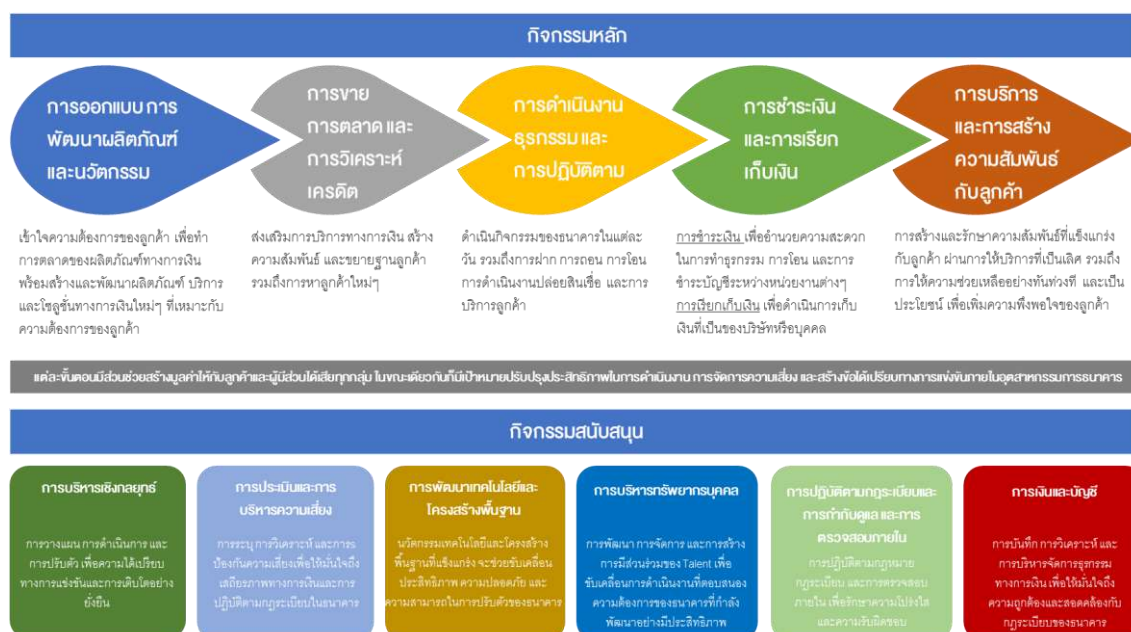 กิจกรรมหลัก
การออกแบบ การ
พัฒนาผลิตภัณฑ์
และนวัตกรรม
การขาย
การตลาด และ
การวิเคราะห์
เครดิต
การดำเนินงาน
ธุรกรรม และ
การปฏิบัติตาม
การชำระเงิน
และการเรียก
เก็บเงิน
การบริการ
และการสร้าง
ความสัมพันธ์
กับลูกค้า
เข้าใจความต้องการของลูกค้า เพื่อทำ
การตลาดของผลิตภัณฑ์ทางการเงิน
พร้อมสร้างและพัฒนาผลิตภัณฑ์ บริการ
และโซลูชั่นทางการเงินใหม่ๆ ที่เหมาะกับ
ความต้องการของลูกค้า
ส่งเสริมการบริการทางการเงิน สร้าง
ความสัมพันธ์ และขยายฐานลูกค้า
รวมถึงการหาลูกค้าใหม่ๆ
ดำเนินกิจกรรมของธนาคารในแต่ละ
วัน รวมถึงการฝาก การถอน การโอน
การดำเนินงานปล่อยสินเชื่อ และการ
บริการลูกค้า
การชำระเงิน เพื่ออำนวยความสะดวก
ในการทำธุรกรรม การโอน และการ
ชำระบัญชีระหว่างหน่วยงานต่างๆ
การเรียกเก็บเงิน เพื่อดำเนินการเก็บ
เงินที่เป็นของบริษัทหรือบุคคล
การสร้างและรักษาความสัมพันธ์ที่แข็งแกร่ง
กับลูกค้า ผ่านการให้บริการที่เป็นเลิศ รวมถึง
การให้ความช่วยเหลืออย่างทันท่วงที และเป็น
ประโยชน์ เพื่อเพิ่มความพึงพอใจของลูกค้า
แต่ละขั้นตอนมีส่วนช่วยสร้างมูลค่าให้กับลูกค้าและผู้มีส่วนได้เสียทุกกลุ่ม ในขณะเดียวกันก็มีเป้าหมายปรับปรุงประสิทธิภาพในการดำเนินงาน การจัดการความเสี่ยง และสร้างข้อได้เปรียบทางการแข่งขันภายในอุตสาหกรรมการธนาคาร
กิจกรรมสนับสนุน
การบริหารเชิงกลยุทธ์
การวางแผน การดำเนินการ และ
การปรับตัว เพื่อความได้เปรียบ
ทางการแข่งขันและการเติบโตอย่าง
ยั่งยืน
การประเมินและการ
บริหารความเสี่ยง
การระบุ การวิเคราะห์ และการร
ป้องกันความเสี่ยงเพื่อให้มั่นใจถึง
เสถียรภาพทางการเงินและการ
ปฏิบัติตามกฎระเบียบในธนาคาร
การพัฒนาเทคโนโลยีและ
โครงสร้างพื้นฐาน
นวัตกรรมเทคโนโลยีและโครงสร้าง
พื้นฐานที่แข็งแกร่ง จะช่วยขับเคลื่อน
ประสิทธิภาพ ความปลอดภัย และ
ความสามารถในการปรับตัวของธนาคาร
การบริหารทรัพยากรบุคคล
การพัฒนา การจัดการ และการสร้าง
การมีส่วนร่วมของ Talent เพื่อ
ขับเคลื่อนการดำเนินงานที่ตอบสนอง
ความต้องการของธนาคารที่กำลัง
พัฒนาอย่างมีประสิทธิภาพ
การปฏิบัติตามกฎระเบียบและ
การกำกับดูแล และการ
ตรวจสอบภายใน
การปฏิบัติตามกฎหมาย
กฎระเบียบ และการตรวจสอบ
ภายใน เพื่อรักษาความโปร่งใส
และความรับผิดชอบ
การเงินและบัญชี
การบันทึก การวิเคราะห์ และ
การบริหารจัดการธุรกรรม
ทางการเงิน เพื่อให้มั่นใจถึง
ความถูกต้องและสอดคล้องกับ
กฎระเบียบของธนาคาร